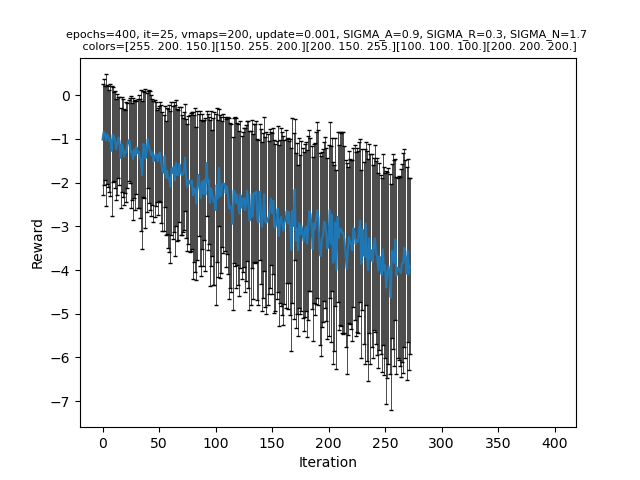 epochs=400, it=25, vmaps=200, update=0.001, SIGMA_A=0.9, SIGMA_R=0.3, SIGMA_N=1.7
colors=[255. 200. 150.][150. 255. 200.][200. 150. 255.][100. 100. 100.][200. 200. 200.]
0
−1
−2
−3
−4
−5
−6
−7
Reward
0 50 100 150 200 250 300 350 400
Iteration